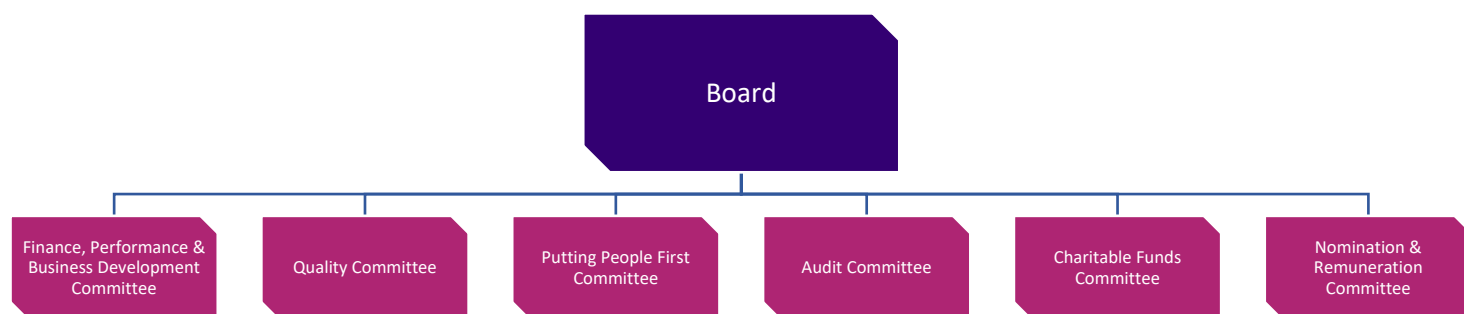 Board
Finance, Performance &
Business Development
Committee
Quality Committee
Putting People First
Committee
Audit Committee
Charitable Funds
Committee
Nomination &
Remuneration
Committee